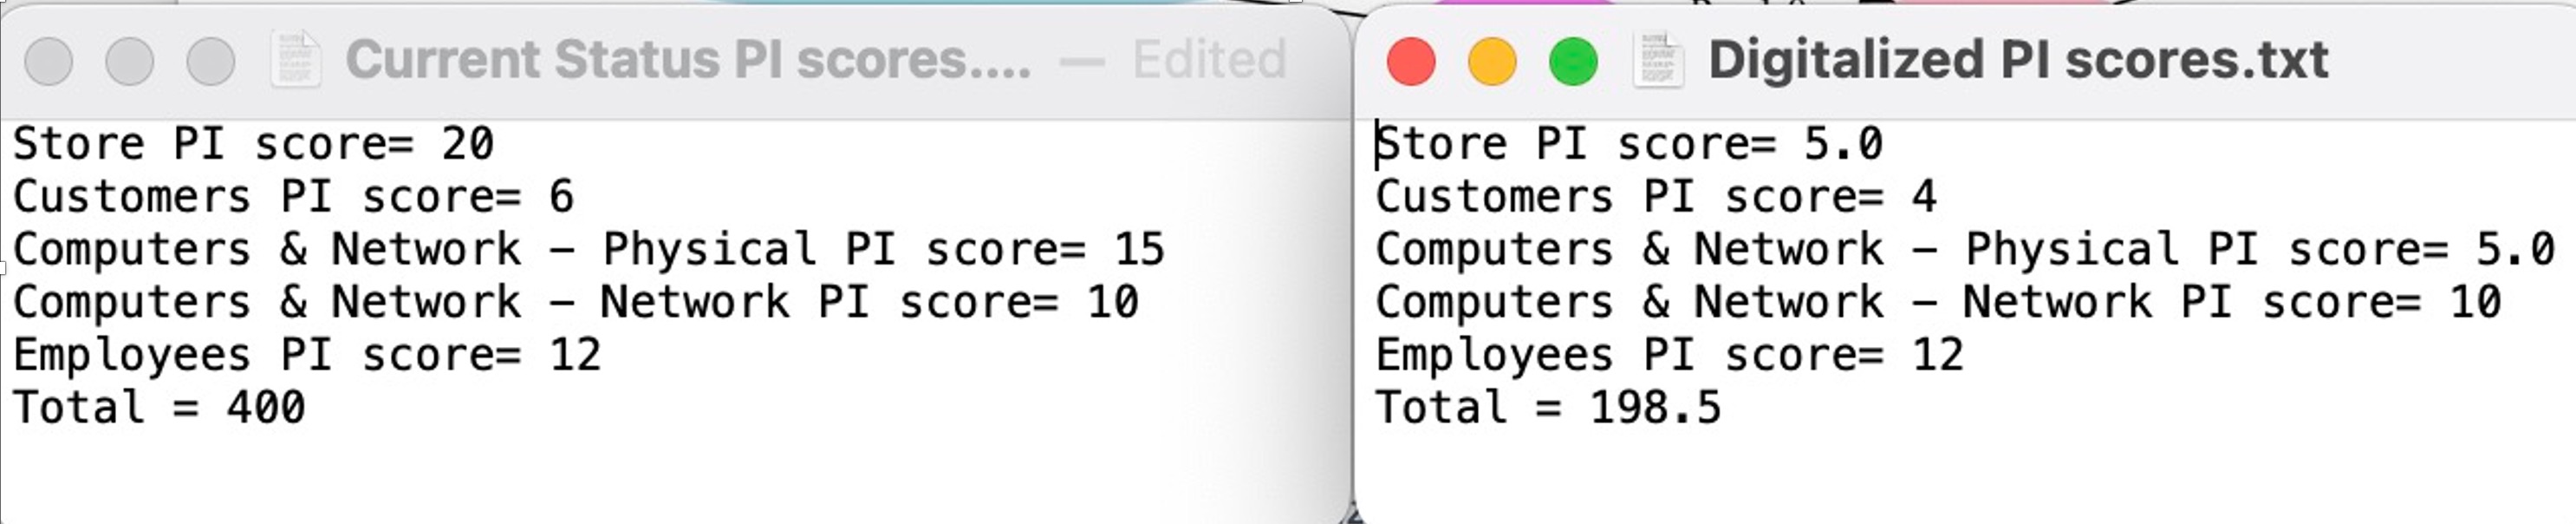 Current Status PI scores.... — Edited
Store PI score= 20
Customers PI score= 6
Computers & Network – Physical PI score= 15
Computers & Network – Network PI score= 10
Employees PI score= 12
Total = 400
Digitalized PI scores.txt
Store PI score= 5.0
Customers PI score= 4
Computers & Network – Physical PI score= 5.0
Computers & Network – Network PI score= 10
Employees PI score= 12
Total = 198.5